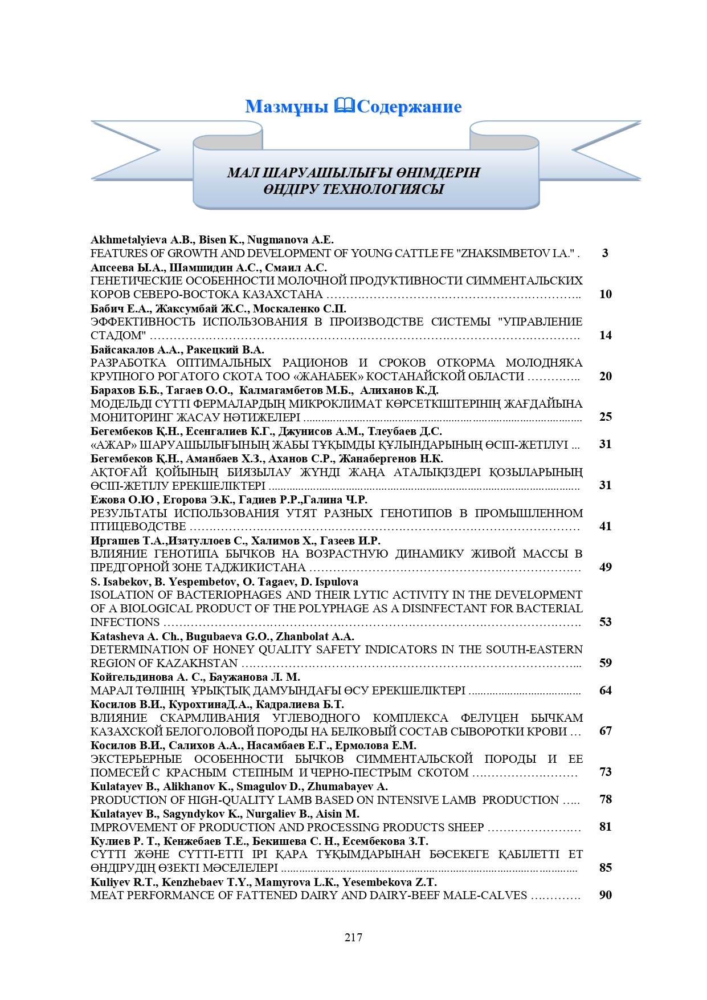 Мазмұны 🕮Содержание
МАЛ ШАРУАШЫЛЫҒЫ ӨНІМДЕРІН
ӨНДІРУ ТЕХНОЛОГИЯСЫ
Akhmetalyieva A.B., Bisen K., Nugmanova A.E.
FEATURES OF GROWTH AND DEVELOPMENT OF YOUNG CATTLE FE "ZHAKSIMBETOV I.A." . 3
Апсеева Ы.А., Шамшидин А.С., Смаил А.С.
ГЕНЕТИЧЕСКИЕ ОСОБЕННОСТИ МОЛОЧНОЙ ПРОДУКТИВНОСТИ СИММЕНТАЛЬСКИХ
КОРОВ СЕВЕРО-ВОСТОКА КАЗАХСТАНА ……………………………………………………….. 10
Бабич Е.А., Жаксумбай Ж.С., Москаленко С.П.
ЭФФЕКТИВНОСТЬ ИСПОЛЬЗОВАНИЯ В ПРОИЗВОДСТВЕ СИСТЕМЫ "УПРАВЛЕНИЕ
СТАДОМ" ………………………………………………………………………………………………. 14
Байсакалов А.А., Ракецкий В.А.
РАЗРАБОТКА ОПТИМАЛЬНЫХ РАЦИОНОВ И СРОКОВ ОТКОРМА МОЛОДНЯКА
КРУПНОГО РОГАТОГО СКОТА ТОО «ЖАНАБЕК» КОСТАНАЙСКОЙ ОБЛАСТИ ………….. 20
Барахов Б.Б., Тагаев О.О., Калмагамбетов М.Б., Алиханов К.Д.
МОДЕЛЬДІ СҮТТІ ФЕРМАЛАРДЫҢ МИКРОКЛИМАТ КӨРСЕТКІШТЕРІНІҢ ЖАҒДАЙЫНА
МОНИТОРИНГ ЖАСАУ НӘТИЖЕЛЕРІ .............................................................................................. 25
Бегембеков Қ.Н., Есенгалиев К.Г., Джунисов А.М., Тлеубаев Д.С.
«АЖАР» ШАРУАШЫЛЫҒЫНЫҢ ЖАБЫ ТҰҚЫМДЫ ҚҰЛЫНДАРЫНЫҢ ӨСІП-ЖЕТІЛУІ ... 31
Бегембеков Қ.Н., Аманбаев Х.З., Аханов С.Р., Жанабергенов Н.К.
АҚТОҒАЙ ҚОЙЫНЫҢ БИЯЗЫЛАУ ЖҮНДІ ЖАҢА АТАЛЫҚІЗДЕРІ ҚОЗЫЛАРЫНЫҢ
ӨСІП-ЖЕТІЛУ ЕРЕКШЕЛІКТЕРІ ......................................................................................................... 31
Ежова О.Ю , Егорова Э.К., Гадиев Р.Р.,Галина Ч.Р.
РЕЗУЛЬТАТЫ ИСПОЛЬЗОВАНИЯ УТЯТ РАЗНЫХ ГЕНОТИПОВ В ПРОМЫШЛЕННОМ
ПТИЦЕВОДСТВЕ ……………………………………………………………………………………… 41
Иргашев Т.А.,Изатуллоев С., Халимов Х., Газеев И.Р.
ВЛИЯНИЕ ГЕНОТИПА БЫЧКОВ НА ВОЗРАСТНУЮ ДИНАМИКУ ЖИВОЙ МАССЫ В
ПРЕДГОРНОЙ ЗОНЕ ТАДЖИКИСТАНА …………………………………………………………… 49
S. Isabekov, B. Yespembetov, O. Tagaev, D. Ispulova
ISOLATION OF BACTERIOPHAGES AND THEIR LYTIC ACTIVITY IN THE DEVELOPMENT
OF A BIOLOGICAL PRODUCT OF THE POLYPHAGE AS A DISINFECTANT FOR BACTERIAL
INFECTIONS ……………………………………………………………………………………………. 53
Katasheva A. Ch., Bugubaeva G.O., Zhanbolat A.A.
DETERMINATION OF HONEY QUALITY SAFETY INDICATORS IN THE SOUTH-EASTERN
REGION OF KAZAKHSTAN …………………………………………………………………………... 59
Койгельдинова А. С., Баужанова Л. М.
МАРАЛ ТӨЛІНІҢ ҰРЫҚТЫҚ ДАМУЫНДАҒЫ ӨСУ ЕРЕКШЕЛІКТЕРІ ...................................... 64
Косилов В.И., КурохтинаД.А., Кадралиева Б.Т.
ВЛИЯНИЕ СКАРМЛИВАНИЯ УГЛЕВОДНОГО КОМПЛЕКСА ФЕЛУЦЕН БЫЧКАМ
КАЗАХСКОЙ БЕЛОГОЛОВОЙ ПОРОДЫ НА БЕЛКОВЫЙ СОСТАВ СЫВОРОТКИ КРОВИ … 67
Косилов В.И., Салихов А.А., Насамбаев Е.Г., Ермолова Е.М.
ЭКСТЕРЬЕРНЫЕ ОСОБЕННОСТИ БЫЧКОВ СИММЕНТАЛЬСКОЙ ПОРОДЫ И ЕЕ
ПОМЕСЕЙ С КРАСНЫМ СТЕПНЫМ И ЧЕРНО-ПЕСТРЫМ СКОТОМ ……………………… 73
Kulatayev B., Alikhanov K., Smagulov D., Zhumabayev A.
PRODUCTION OF HIGH-QUALITY LAMB BASED ON INTENSIVE LAMB PRODUCTION ….. 78
Kulatayev B., Sagyndykov K., Nurgaliev B., Aisin M.
IMPROVEMENT OF PRODUCTION AND PROCESSING PRODUCTS SHEEP …………………… 81
Кулиев Р. Т., Кенжебаев Т.Е., Бекишева С. Н., Есембекова З.Т.
СҮТТІ ЖӘНЕ СҮТТІ-ЕТТІ ІРІ ҚАРА ТҰҚЫМДАРЫНАН БӘСЕКЕГЕ ҚАБІЛЕТТІ ЕТ
ӨНДІРУДІҢ ӨЗЕКТІ МӘСЕЛЕЛЕРІ .................................................................................................... 85
Kuliyev R.T., Kenzhebaev T.Y., Mamyrova L.K., Yesembekova Z.T.
MEAT PERFORMANCE OF FATTENED DAIRY AND DAIRY-BEEF MALE-CALVES …………. 90
217